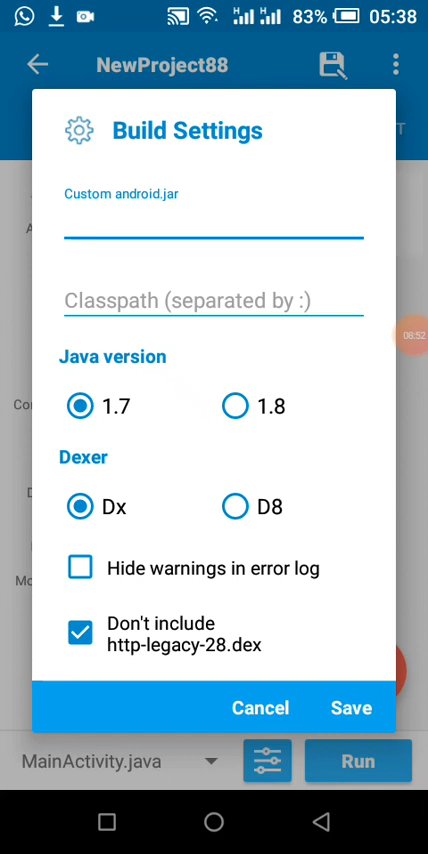 83% 05:38
NewProject88
T
Build Settings
Custom android.jar
A
Classpath (separated by :)
08:52
Java version
1.7
1.8
Co
Dexer
Dx
D8
D
Hide warnings in error log
Mo
Don't include
http-legacy-28.dex
Cancel
Save
MainActivity.java
Run